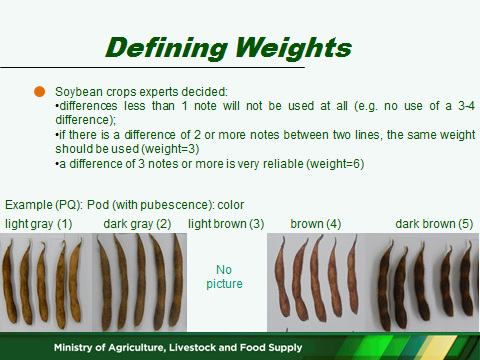 Defining Weights
Soybean crops experts decided:
•differences less than 1 note will not be used at all (e.g. no use of a 3-4
difference);
•if there is a difference of 2 or more notes between two lines, the same weight
should be used (weight=3)
•a difference of 3 notes or more is very reliable (weight=6)
Example (PQ): Pod (with pubescence): color
light gray (1) dark gray (2) light brown (3) brown (4) dark brown (5)
No
picture
Ministry of Agriculture, Livestock and Food Supply